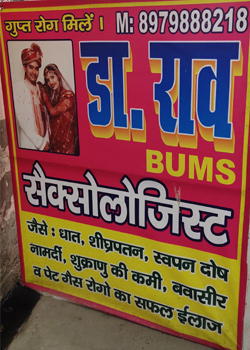 गुप्त रोग मिलें । M: 8979888218
डा. राव
BUMS
सैक्सोलोजिस्ट
जैसे : धात, शीघ्रपतन, स्वपन दोष
नामर्दी, शुक्राणु की कमी, बवासीर
व पेट गैस रोगो का सफल ईलाज